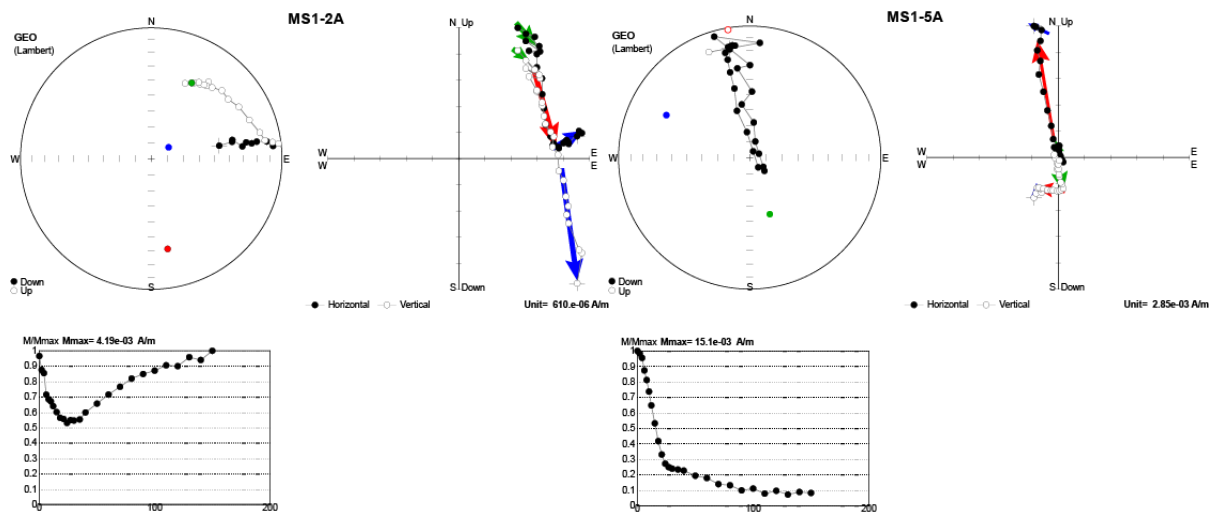 MS1-2A
GEO
(Lambert)
N
W
E
S
Down
Up
N Up
W
W
E
E
S Down
Horizontal
Vertical
Unit= 610.e-06 A/m
M/Mmax Mmax= 4.19e-03 A/m
1
0.9
0.8
0.7
0.6
0.5
0.4
0.3
0.2
0.1
0
100
200
MS1-5A
GEO
(Lambert)
N
W
E
S
Down
Up
N Up
W
W
E
E
S Down
Horizontal
Vertical
Unit= 2.85e-03 A/m
M/Mmax Mmax= 15.1e-03 A/m
1
0.9
0.8
0.7
0.6
0.5
0.4
0.3
0.2
0.1
0
100
200